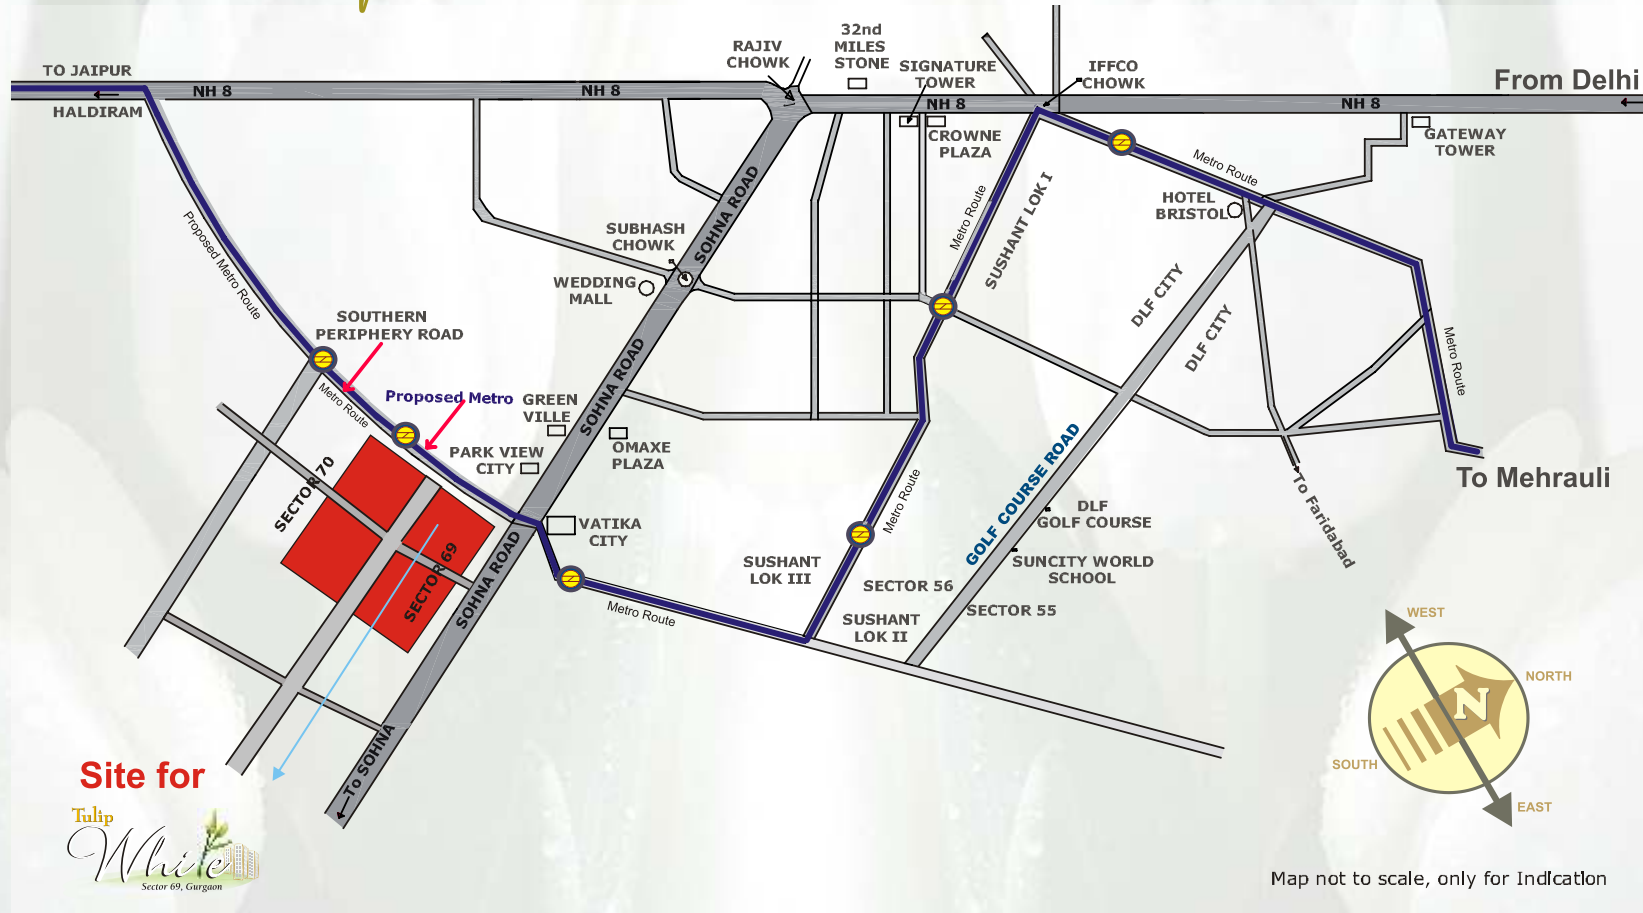 32nd
MILES
STONE
RAJIV
CHOWK
SIGNATURE
TOWER
IFFCO
CHOWK
TO JAIPUR
From Delhi
NH 8
NH 8
NH 8
NH 8
HALDIRAM
CROWNE
PLAZA
GATEWAY
TOWER
Metro Route
SOHNA ROAD
Metro Route
SUSHANT LOK I
HOTEL
BRISTOL
Proposed Metro Route
SUBHASH
CHOWK
WEDDING
MALL
DLF CITY
DLF CITY
SOUTHERN
PERIPHERY ROAD
Metro Route
SOHNA ROAD
Metro Route
Proposed Metro
GREEN
VILLE
OMAXE
PLAZA
PARK VIEW
CITY
SECTOR 70
GOLF COURSE ROAD
To Mehrauli
Metro Route
To Faridabad
DLF
GOLF COURSE
VATIKA
CITY
SECTOR 69
SOHNA ROAD
SUSHANT
LOK III
SECTOR 56
SUNCITY WORLD
SCHOOL
SECTOR 55
Metro Route
SUSHANT
LOK II
WEST
NORTH
N
SOUTH
EAST
To SOHNA
Site for
Tulip
White
Sector 69, Gurgaon
Map not to scale, only for Indication